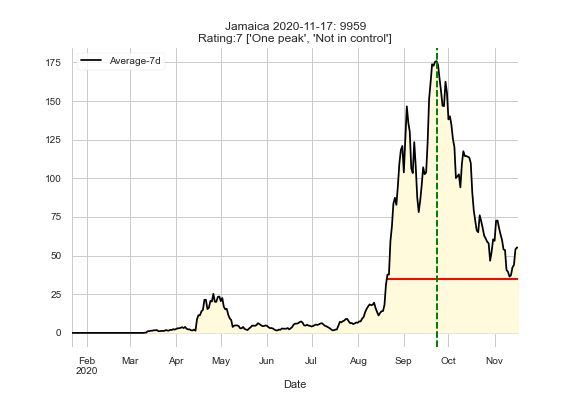 Jamaica 2020-11-17: 9959
Rating:7 ['One peak', 'Not in control']
Average-7d
175
150
125
100
75
50
25
0
Feb Mar Apr May Jun Jul Aug Sep Oct Nov
2020
Date